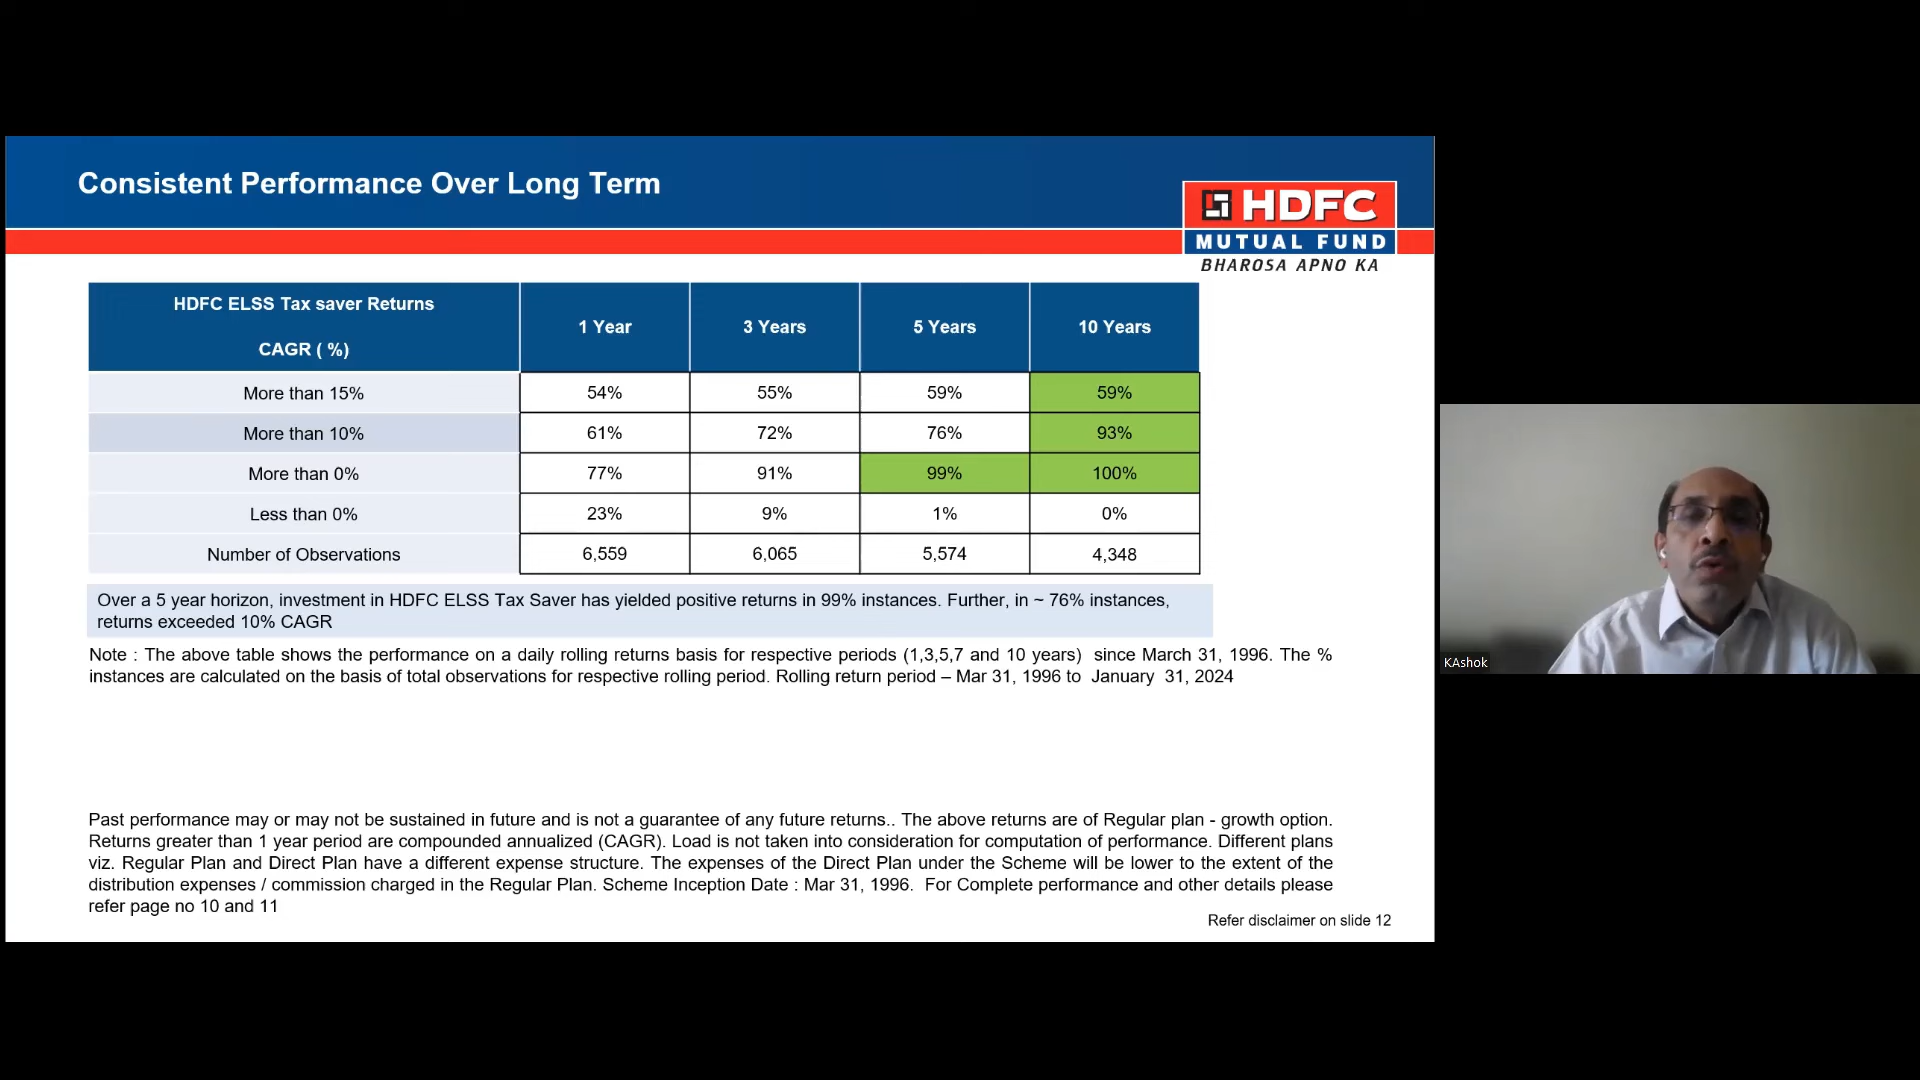 Consistent Performance Over Long Term
HDFC
MUTUAL FUND
BHAROSA APNO KA
HDFC ELSS Tax saver Returns
CAGR ( %)
1 Year
3 Years
5 Years
10 Years
More than 15%
54%
55%
59%
59%
More than 10%
61%
72%
76%
93%
More than 0%
77%
91%
99%
100%
Less than 0%
23%
9%
1%
0%
Number of Observations
6,559
6,065
5,574
4,348
Over a 5 year horizon, investment in HDFC ELSS Tax Saver has yielded positive returns in 99% instances. Further, in ~ 76% instances,
returns exceeded 10% CAGR
Note : The above table shows the performance on a daily rolling returns basis for respective periods (1,3,5,7 and 10 years) since March 31, 1996. The %
instances are calculated on the basis of total observations for respective rolling period. Rolling return period – Mar 31, 1996 to January 31, 2024
Past performance may or may not be sustained in future and is not a guarantee of any future returns.. The above returns are of Regular plan - growth option.
Returns greater than 1 year period are compounded annualized (CAGR). Load is not taken into consideration for computation of performance. Different plans
viz. Regular Plan and Direct Plan have a different expense structure. The expenses of the Direct Plan under the Scheme will be lower to the extent of the
distribution expenses / commission charged in the Regular Plan. Scheme Inception Date : Mar 31, 1996. For Complete performance and other details please
refer page no 10 and 11
Refer disclaimer on slide 12
KAshok